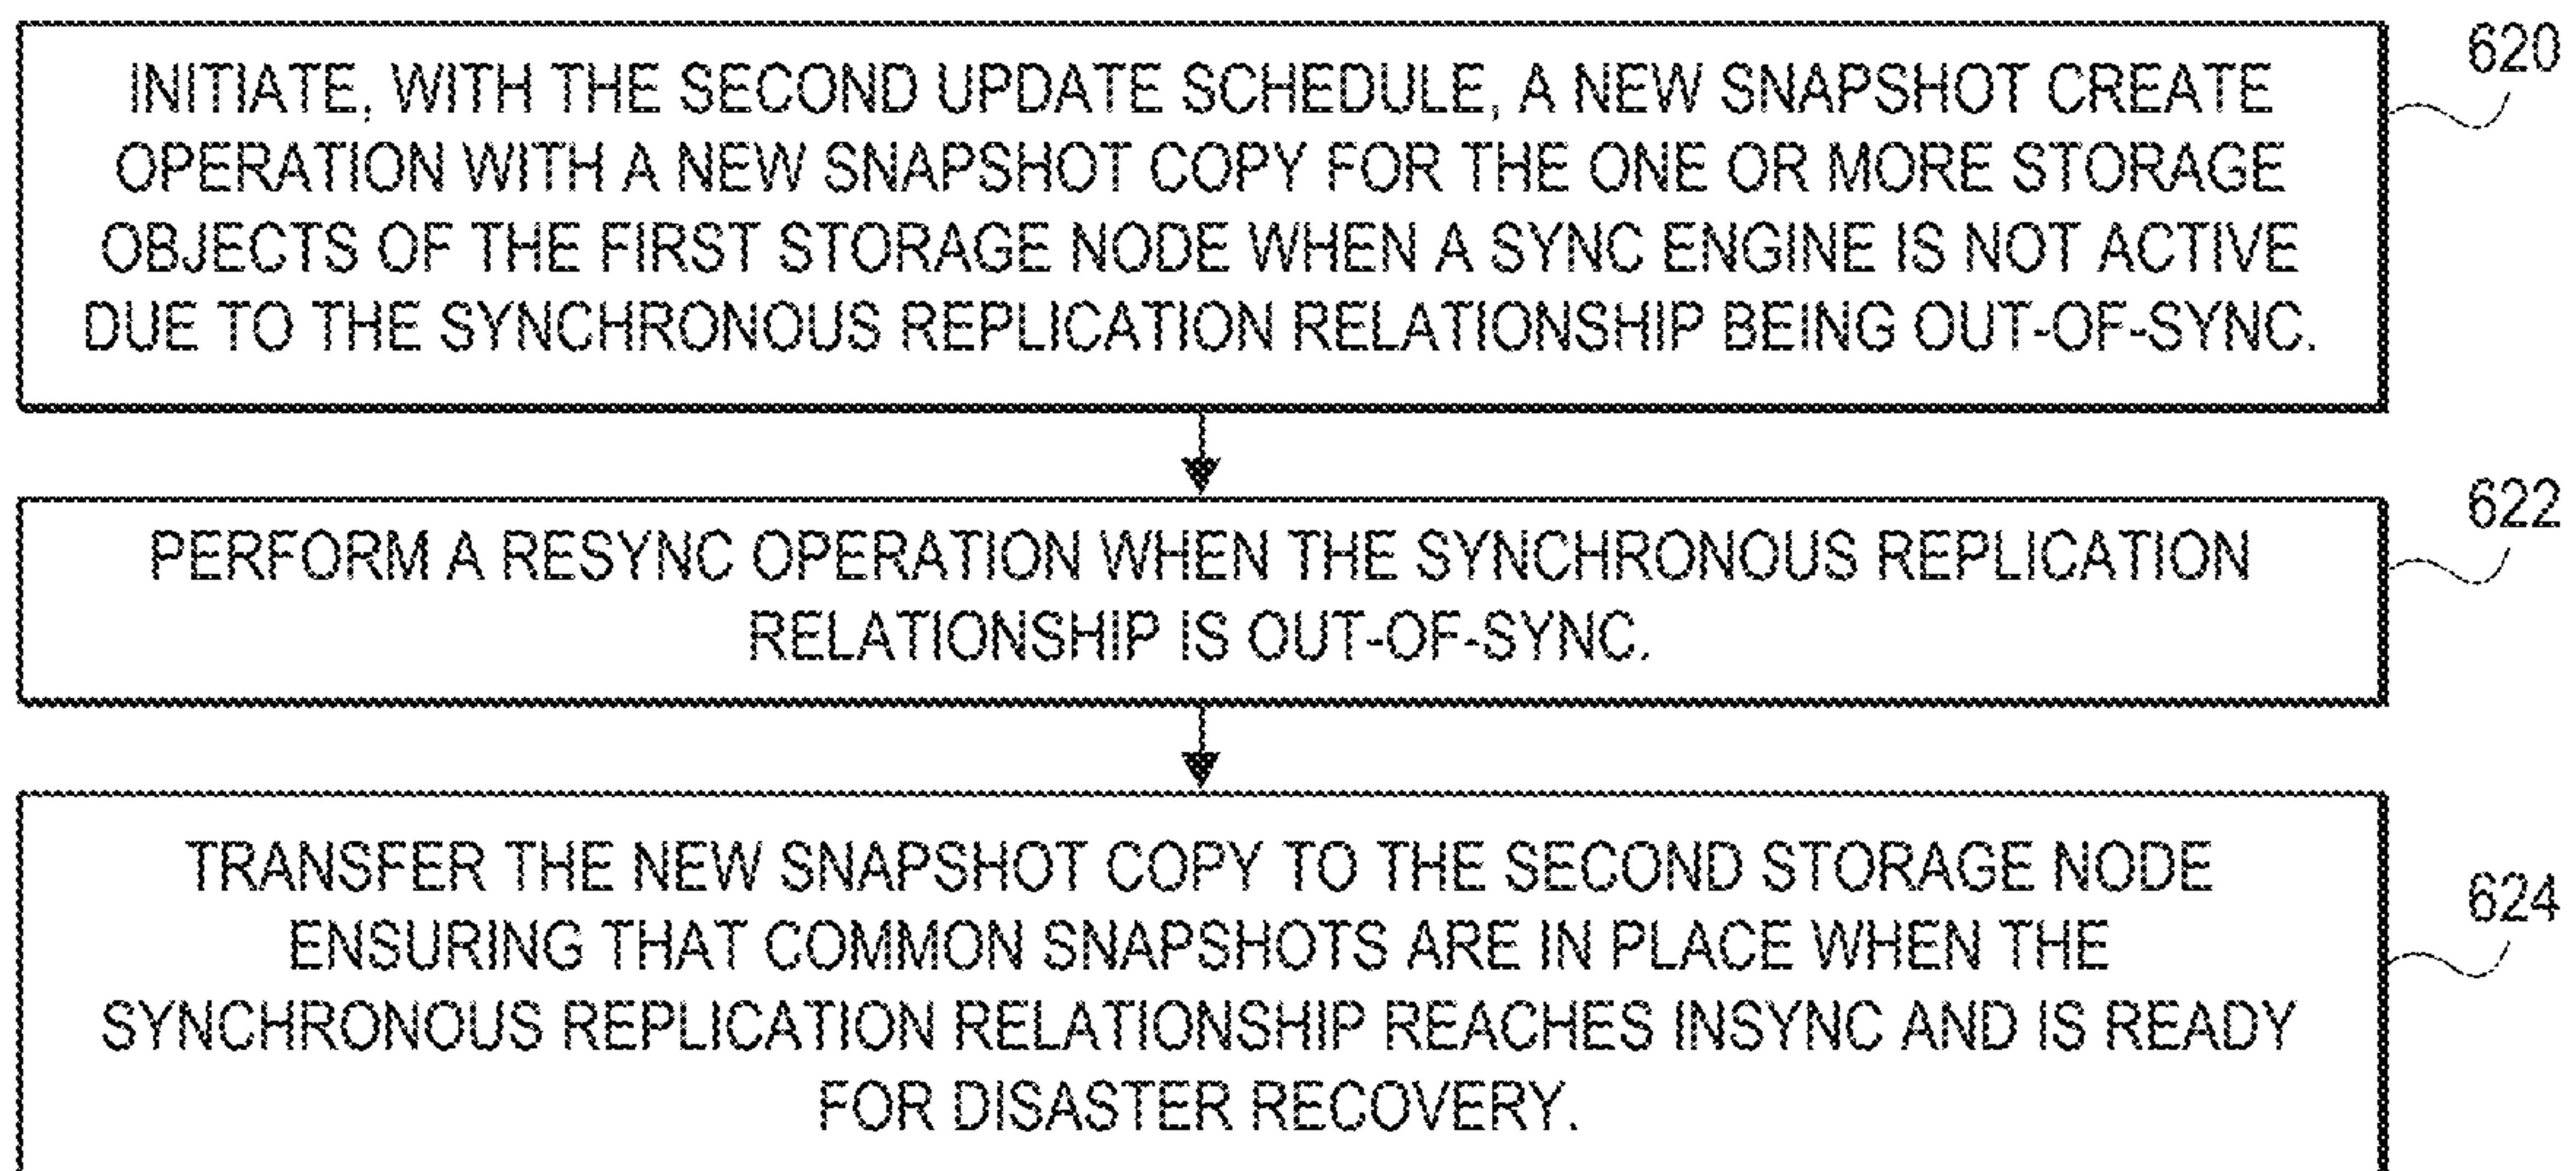 INITIATE, WITH THE SECOND UPDATE SCHEDULE, A NEW SNAPSHOT CREATE
OPERATION WITH A NEW SNAPSHOT COPY FOR THE ONE OR MORE STORAGE
OBJECTS OF THE FIRST STORAGE NODE WHEN A SYNC ENGINE IS NOT ACTIVE
DUE TO THE SYNCHRONOUS REPLICATION RELATIONSHIP BEING OUT-OF-SYNC.
620
PERFORM A RESYNC OPERATION WHEN THE SYNCHRONOUS REPLICATION
RELATIONSHIP IS OUT-OF-SYNC.
622
TRANSFER THE NEW SNAPSHOT COPY TO THE SECOND STORAGE NODE
ENSURING THAT COMMON SNAPSHOTS ARE IN PLACE WHEN THE
SYNCHRONOUS REPLICATION RELATIONSHIP REACHES INSYNC AND IS READY
FOR DISASTER RECOVERY.
624